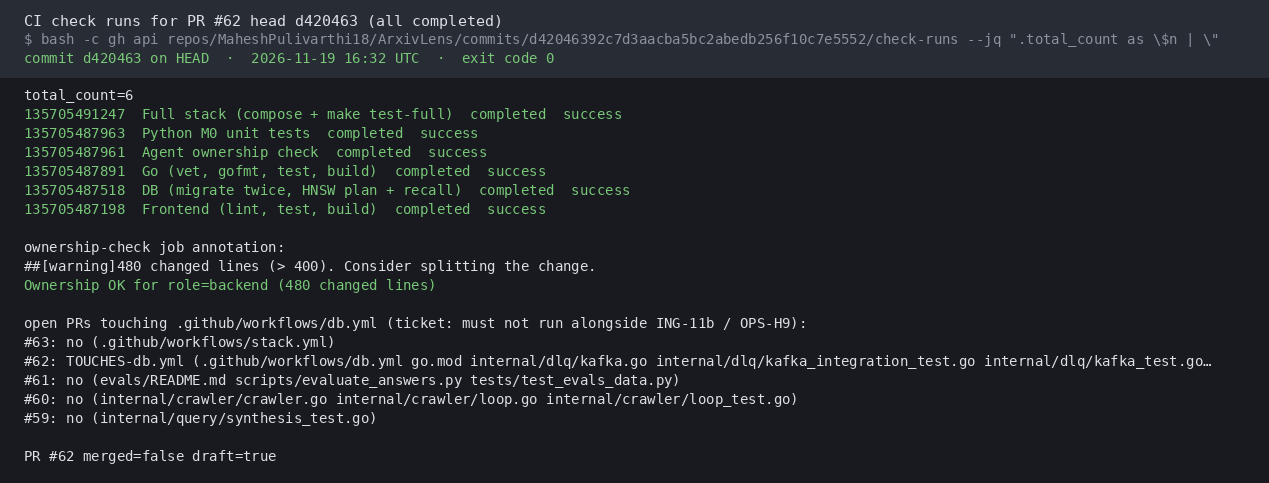 CI check runs for PR #62 head d420463 (all completed)
$ bash -c gh api repos/MaheshPulivarthi18/ArxivLens/commits/d42046392c7d3aacba5bc2abedb256f10c7e5552/check-runs --jq ".total_count as \$n | \"
commit d420463 on HEAD  ·  2026-11-19 16:32 UTC  ·  exit code 0
total_count=6
135705491247  Full stack (compose + make test-full)  completed  success
135705487963  Python M0 unit tests  completed  success
135705487961  Agent ownership check  completed  success
135705487891  Go (vet, gofmt, test, build)  completed  success
135705487518  DB (migrate twice, HNSW plan + recall)  completed  success
135705487198  Frontend (lint, test, build)  completed  success
ownership-check job annotation:
##[warning]480 changed lines (> 400). Consider splitting the change.
Ownership OK for role=backend (480 changed lines)
open PRs touching .github/workflows/db.yml (ticket: must not run alongside ING-11b / OPS-H9):
#63: no (.github/workflows/stack.yml)
#62: TOUCHES-db.yml (.github/workflows/db.yml go.mod internal/dlq/kafka.go internal/dlq/kafka_integration_test.go internal/dlq/kafka_test.go…
#61: no (evals/README.md scripts/evaluate_answers.py tests/test_evals_data.py)
#60: no (internal/crawler/crawler.go internal/crawler/loop.go internal/crawler/loop_test.go)
#59: no (internal/query/synthesis_test.go)
PR #62 merged=false draft=true